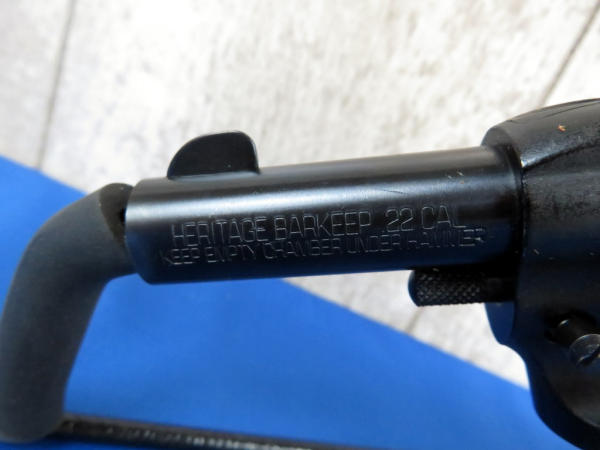 HERITAGE BARKEEP .22 CAL
KEEP EMPTY CHAMBER UNDER HAMMER